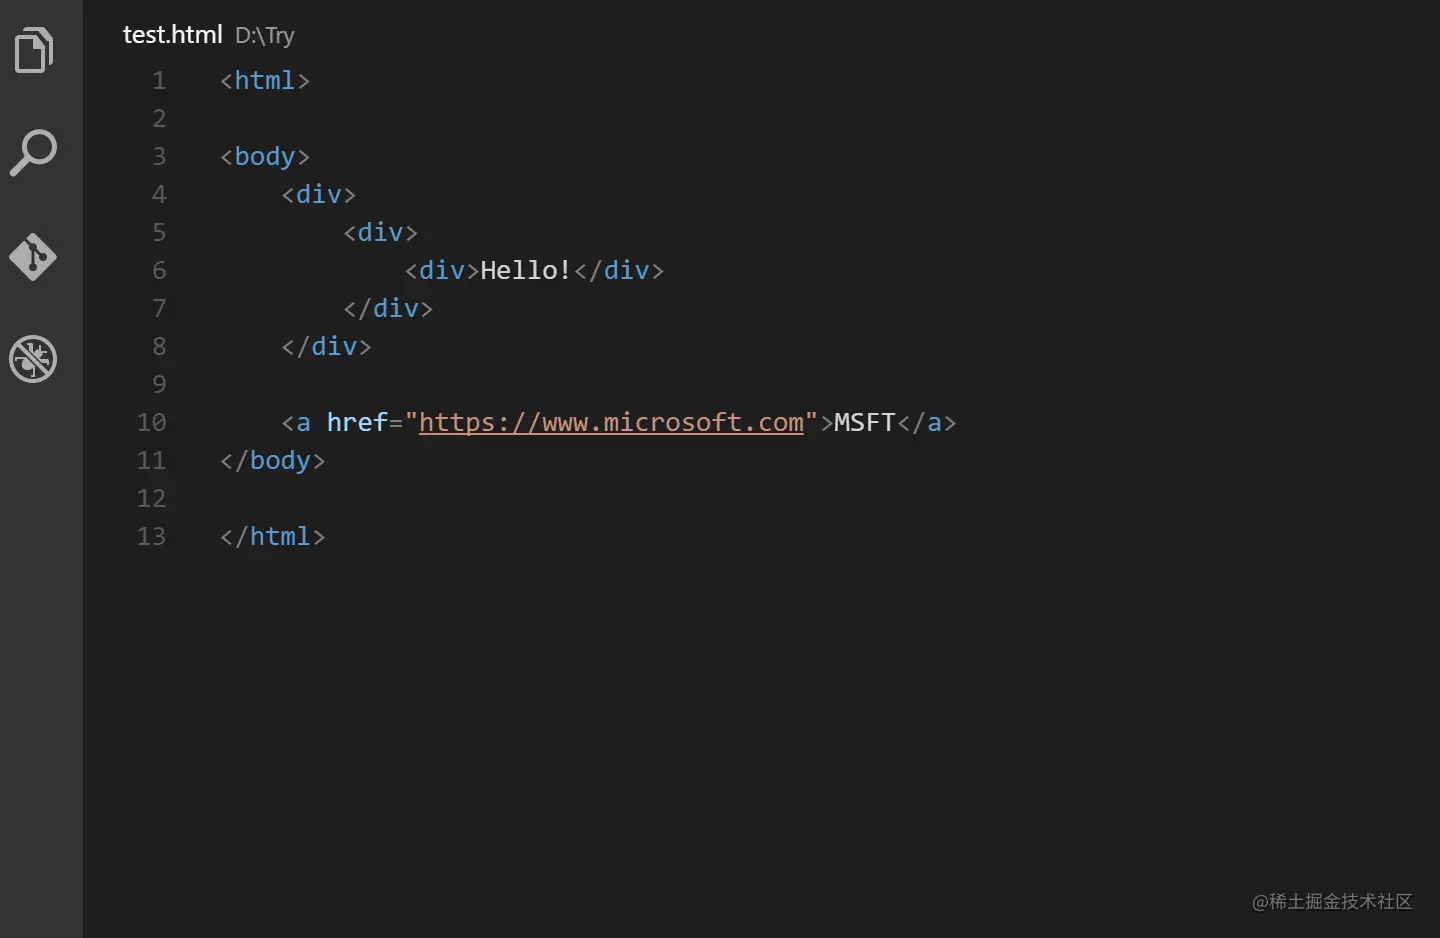 test.html D:\Try
1 <html>
2
3 <body>
4     <div>
5         <div>
6             <div>Hello!</div>
7         </div>
8     </div>
9
10     <a href="https://www.microsoft.com">MSFT</a>
11 </body>
12
13 </html>
@稀土掘金技术社区